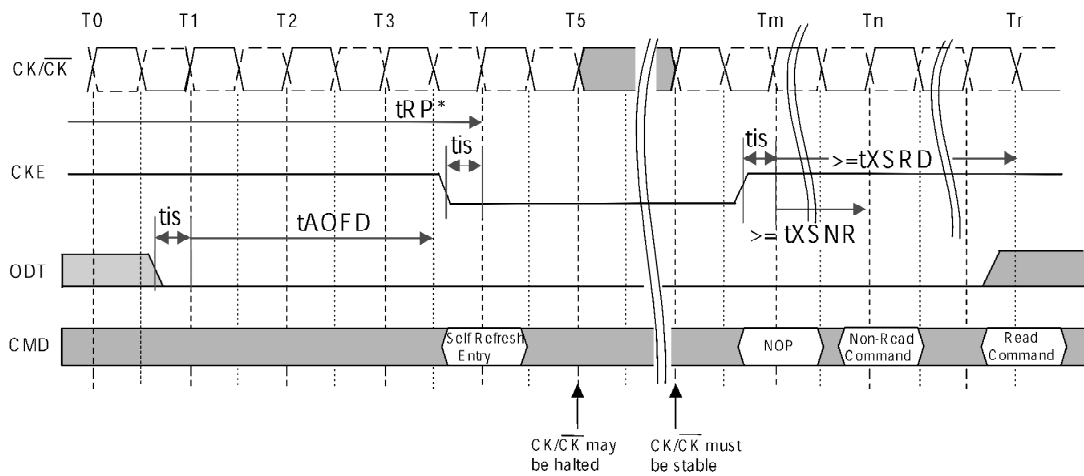 T0 T1 T2 T3 T4 T5 Tm Tn Tr
CK/CK
tRP*
tis tis
CKE >=tXSRD
tis tAOFD
>= tXSNR
ODT
CMD
Self Refresh
Entry
NOP
Non-Read
Command
Read
Command
CK/CK may
be halted
CK/CK must
be stable